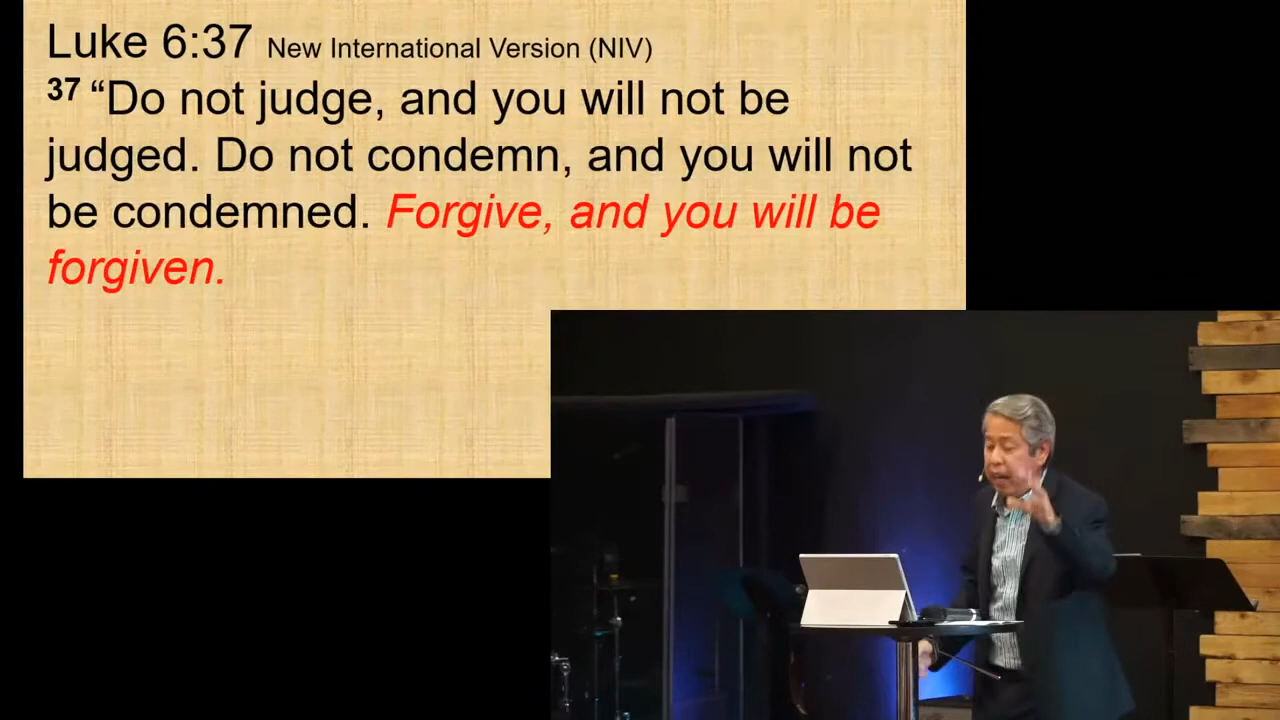 Luke 6:37 New International Version (NIV)
37 “Do not judge, and you will not be
judged. Do not condemn, and you will not
be condemned. Forgive, and you will be
forgiven.